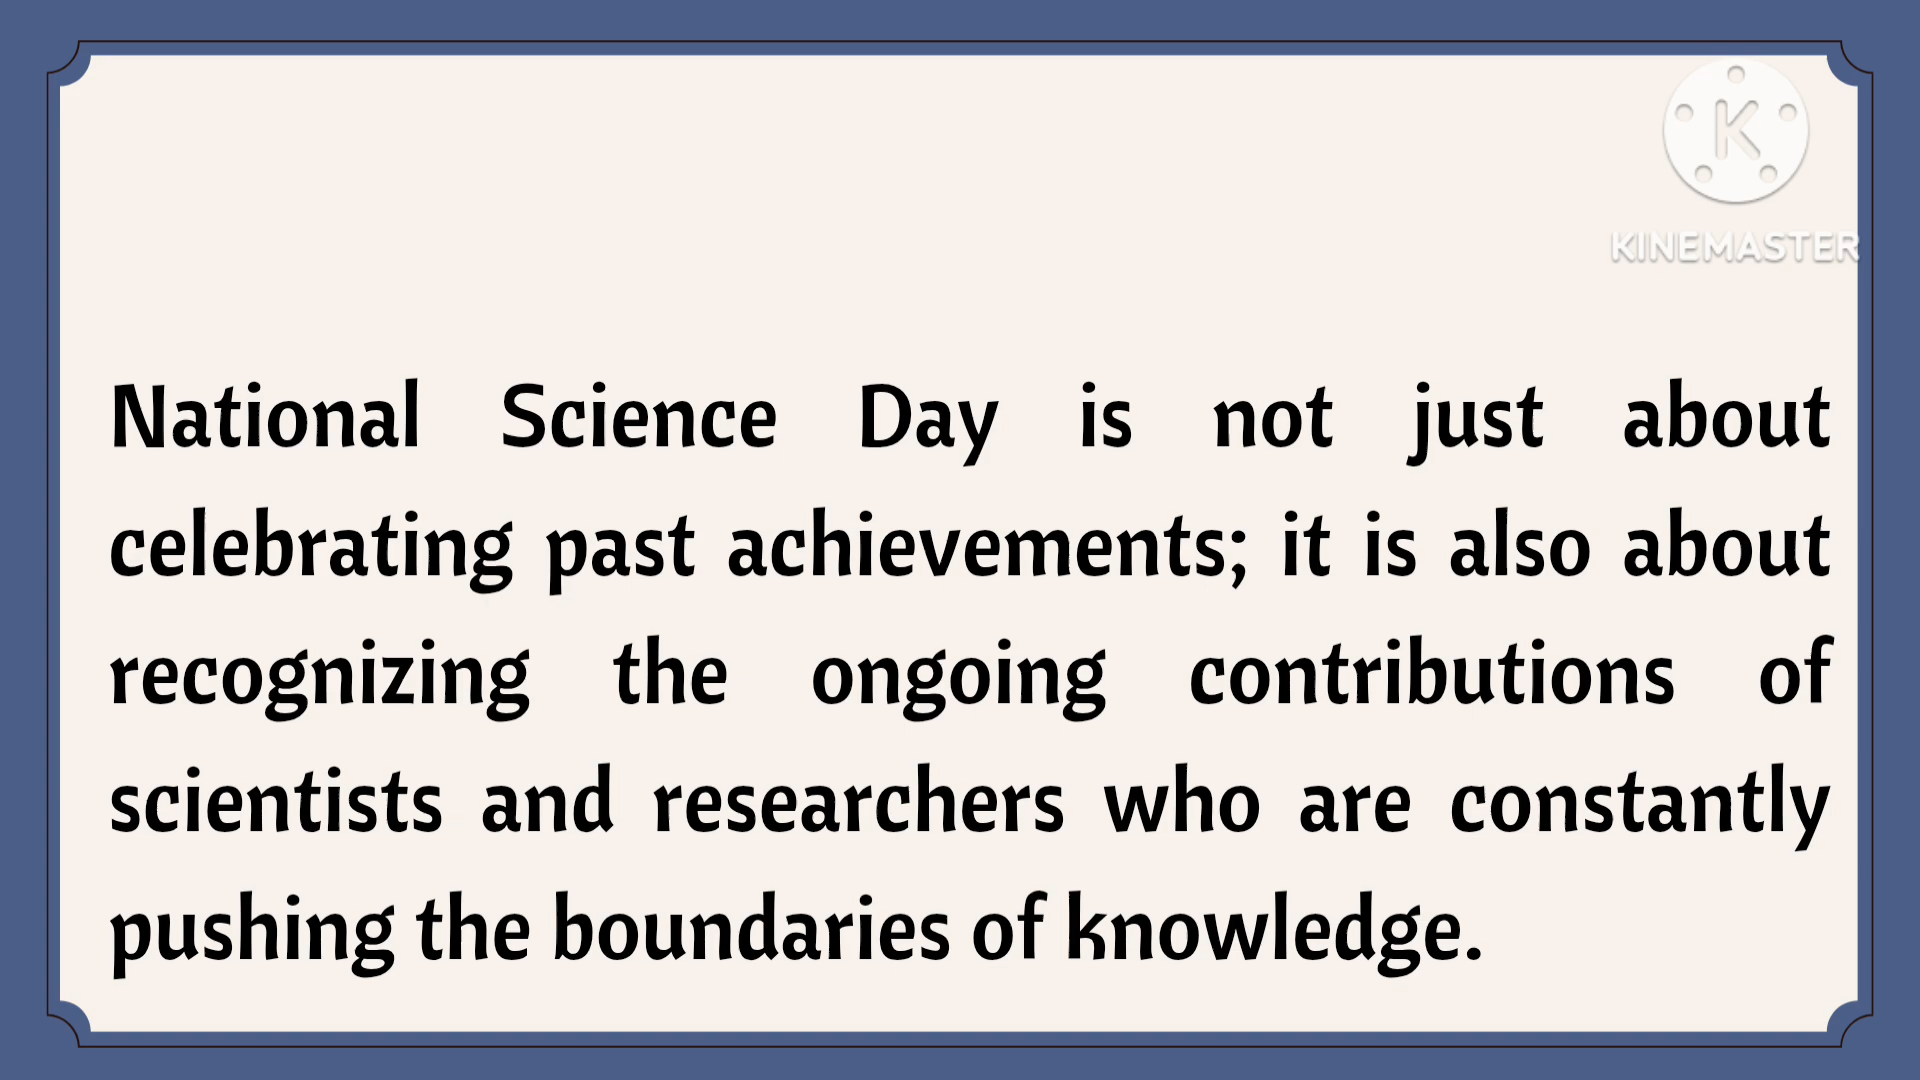 K
KINEMASTER
National Science Day is not just about
celebrating past achievements; it is also about
recognizing the ongoing contributions of
scientists and researchers who are constantly
pushing the boundaries of knowledge.